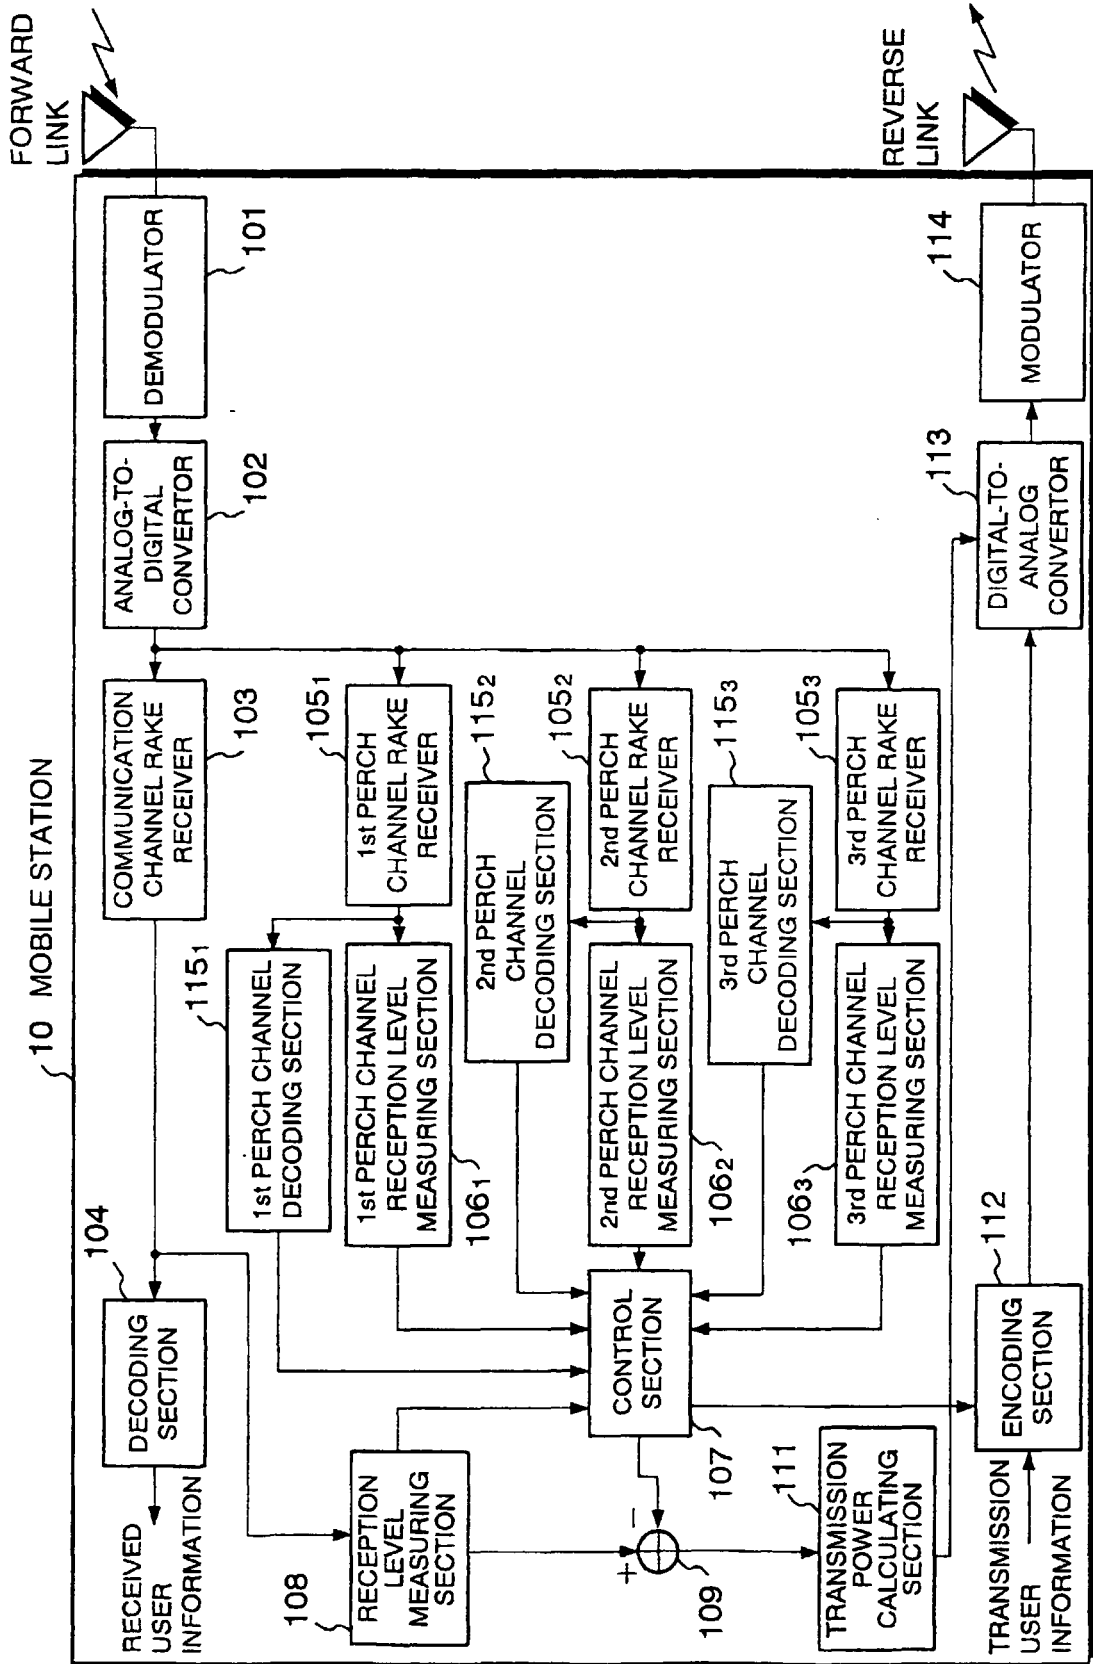 10 MOBILE STATION
FORWARD
LINK
RECEIVED
USER
INFORMATION
104
DECODING
SECTION
COMMUNICATION
CHANNEL RAKE
RECEIVER
103
ANALOG-TO-
DIGITAL
CONVERTOR
102
DEMODULATOR
101
1151
1st PERCH CHANNEL
DECODING SECTION
1051
1st PERCH
CHANNEL RAKE
RECEIVER
1st PERCH CHANNEL
RECEPTION LEVEL
MEASURING SECTION
1061
108
RECEPTION
LEVEL
MEASURING
SECTION
1152
2nd PERCH
CHANNEL
DECODING SECTION
1052
2nd PERCH
CHANNEL RAKE
RECEIVER
2nd PERCH CHANNEL
RECEPTION LEVEL
MEASURING SECTION
1062
CONTROL
SECTION
107
+
−
109
1153
3rd PERCH
CHANNEL
DECODING SECTION
1053
3rd PERCH
CHANNEL RAKE
RECEIVER
3rd PERCH CHANNEL
RECEPTION LEVEL
MEASURING SECTION
1063
111
TRANSMISSION
POWER
CALCULATING
SECTION
TRANSMISSION
USER
INFORMATION
112
ENCODING
SECTION
113
DIGITAL-TO-
ANALOG
CONVERTOR
114
MODULATOR
REVERSE
LINK